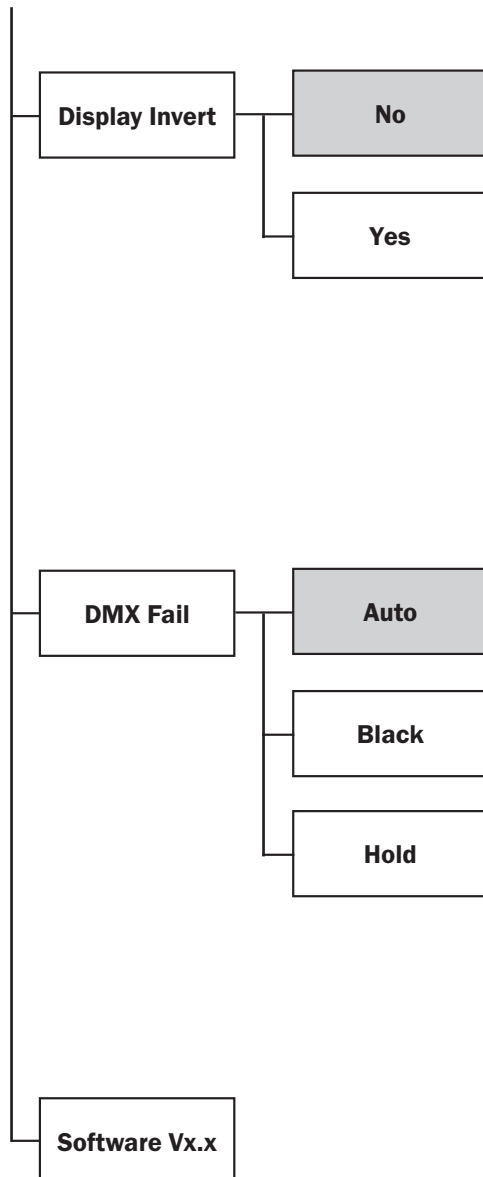 Display Invert
No
Yes
DMX Fail
Auto
Black
Hold
Software Vx.x